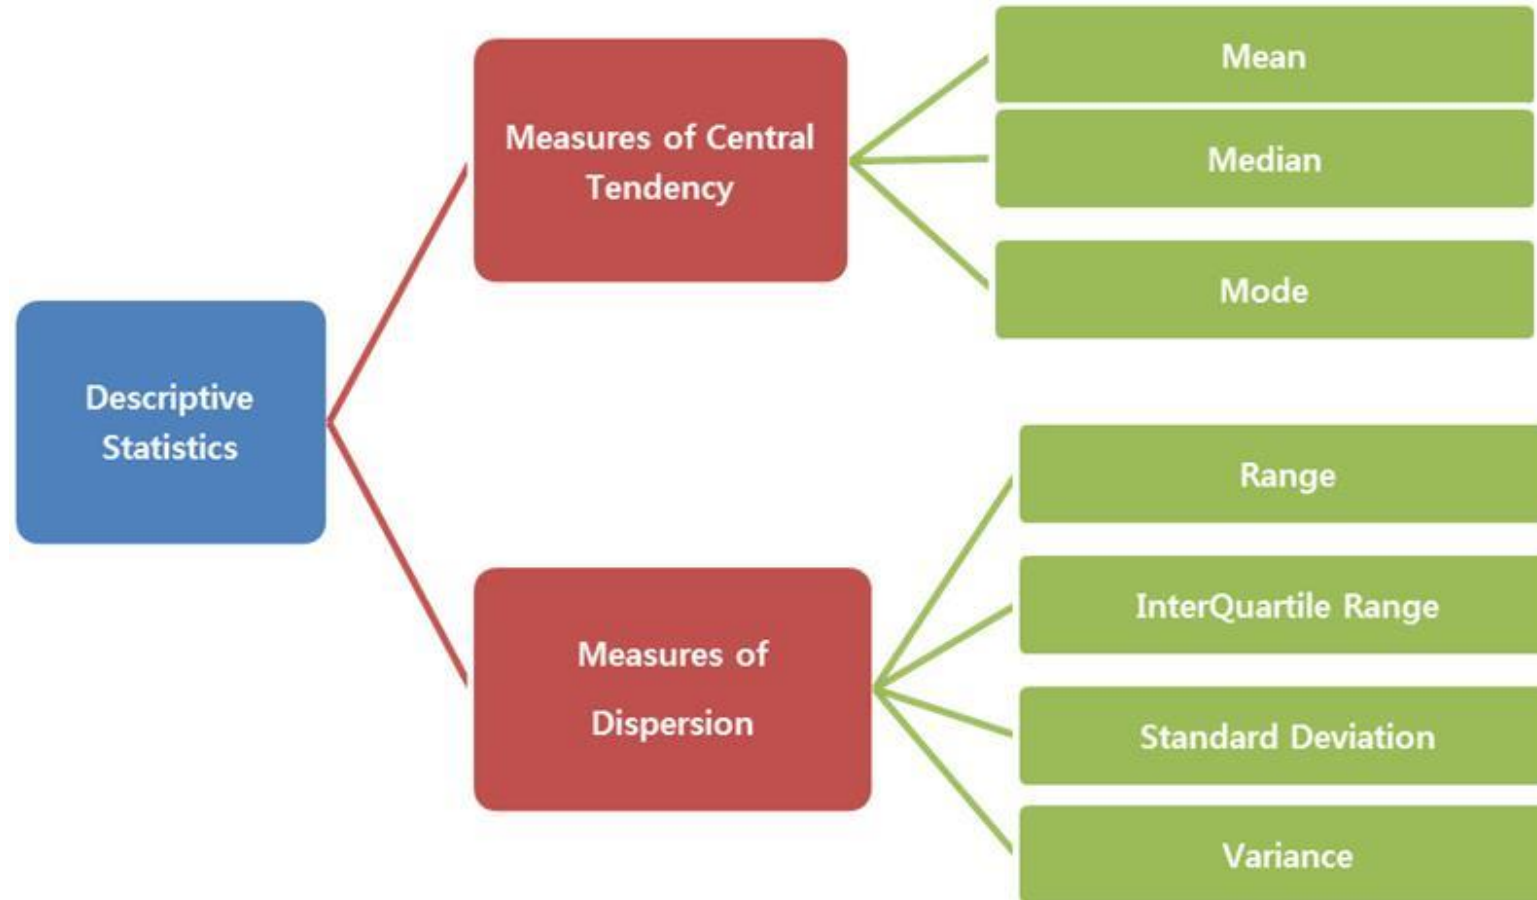 Descriptive
Statistics
Measures of Central
Tendency
Mean
Median
Mode
Measures of
Dispersion
Range
InterQuartile Range
Standard Deviation
Variance